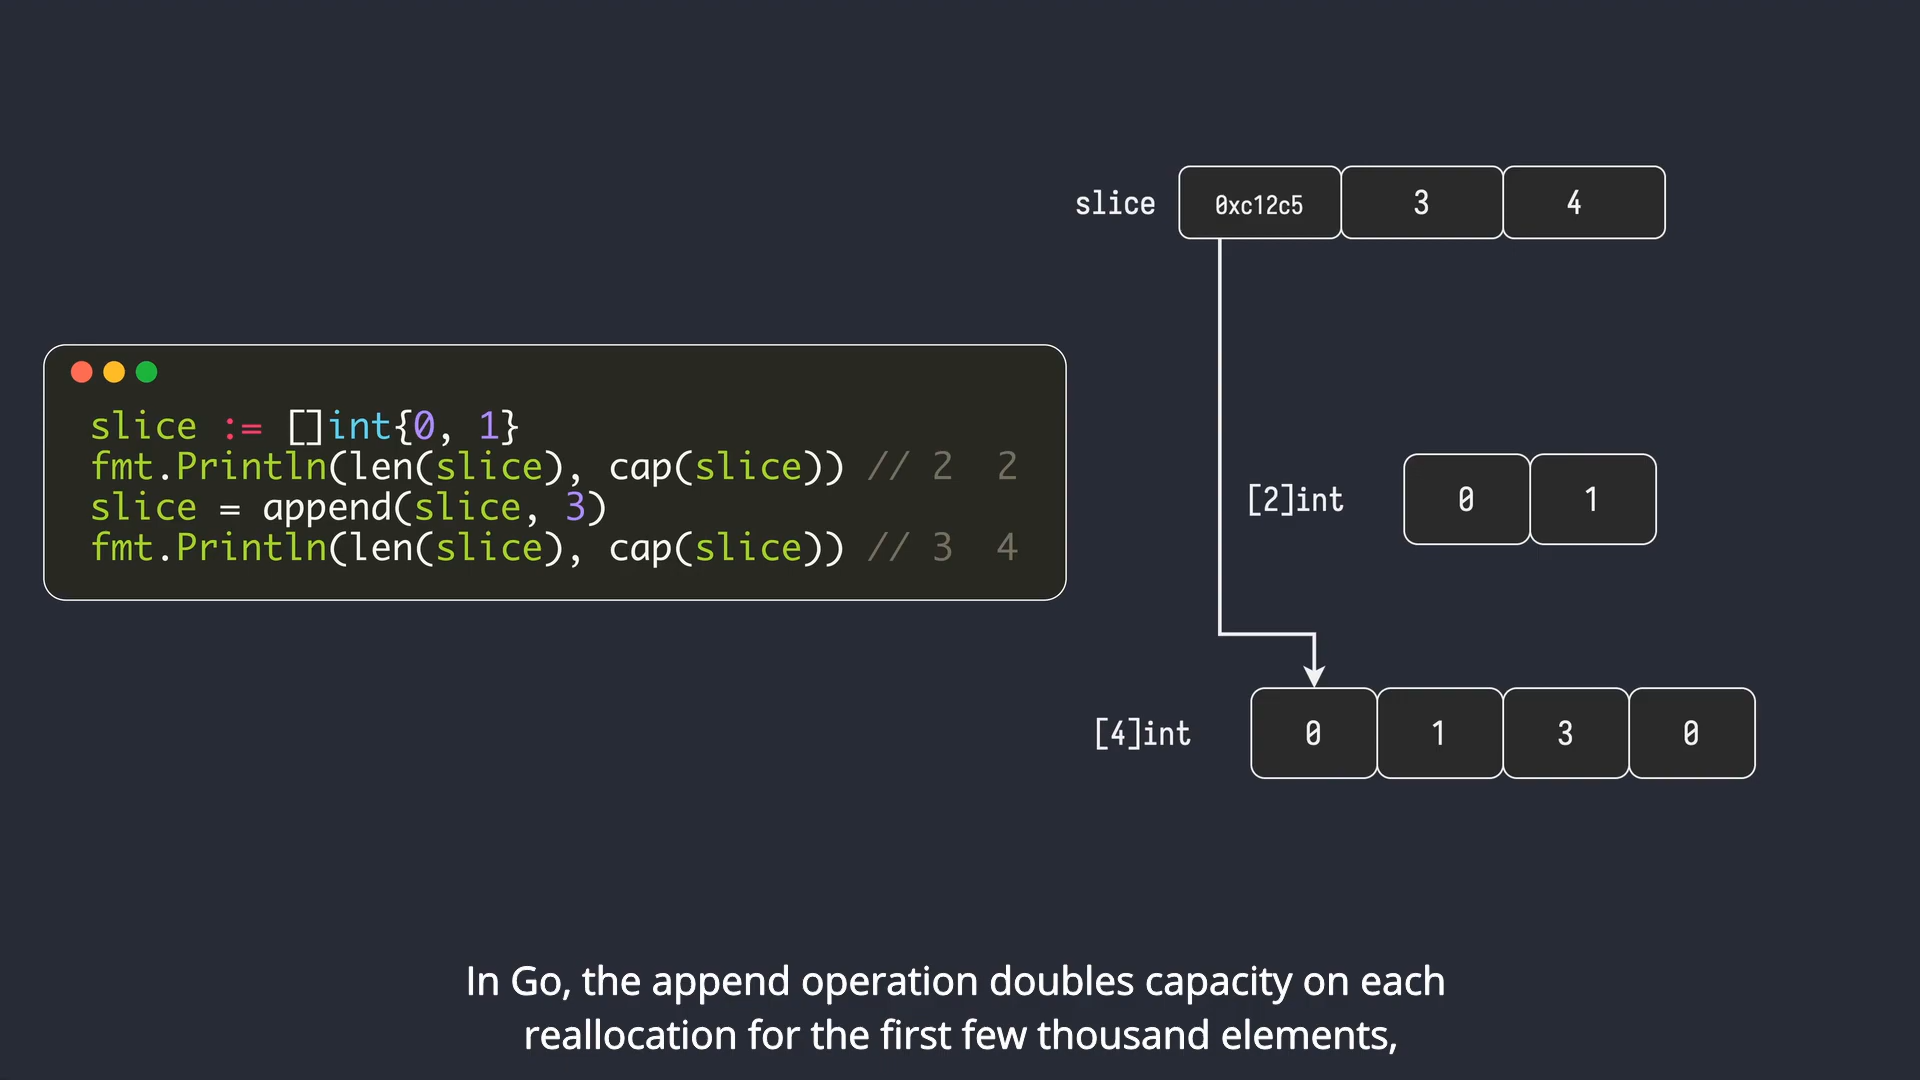 slice := []int{0, 1}
fmt.Println(len(slice), cap(slice)) // 2  2
slice = append(slice, 3)
fmt.Println(len(slice), cap(slice)) // 3  4
slice 0xc12c5 3 4
[2]int 0 1
[4]int 0 1 3 0
In Go, the append operation doubles capacity on each
reallocation for the first few thousand elements,